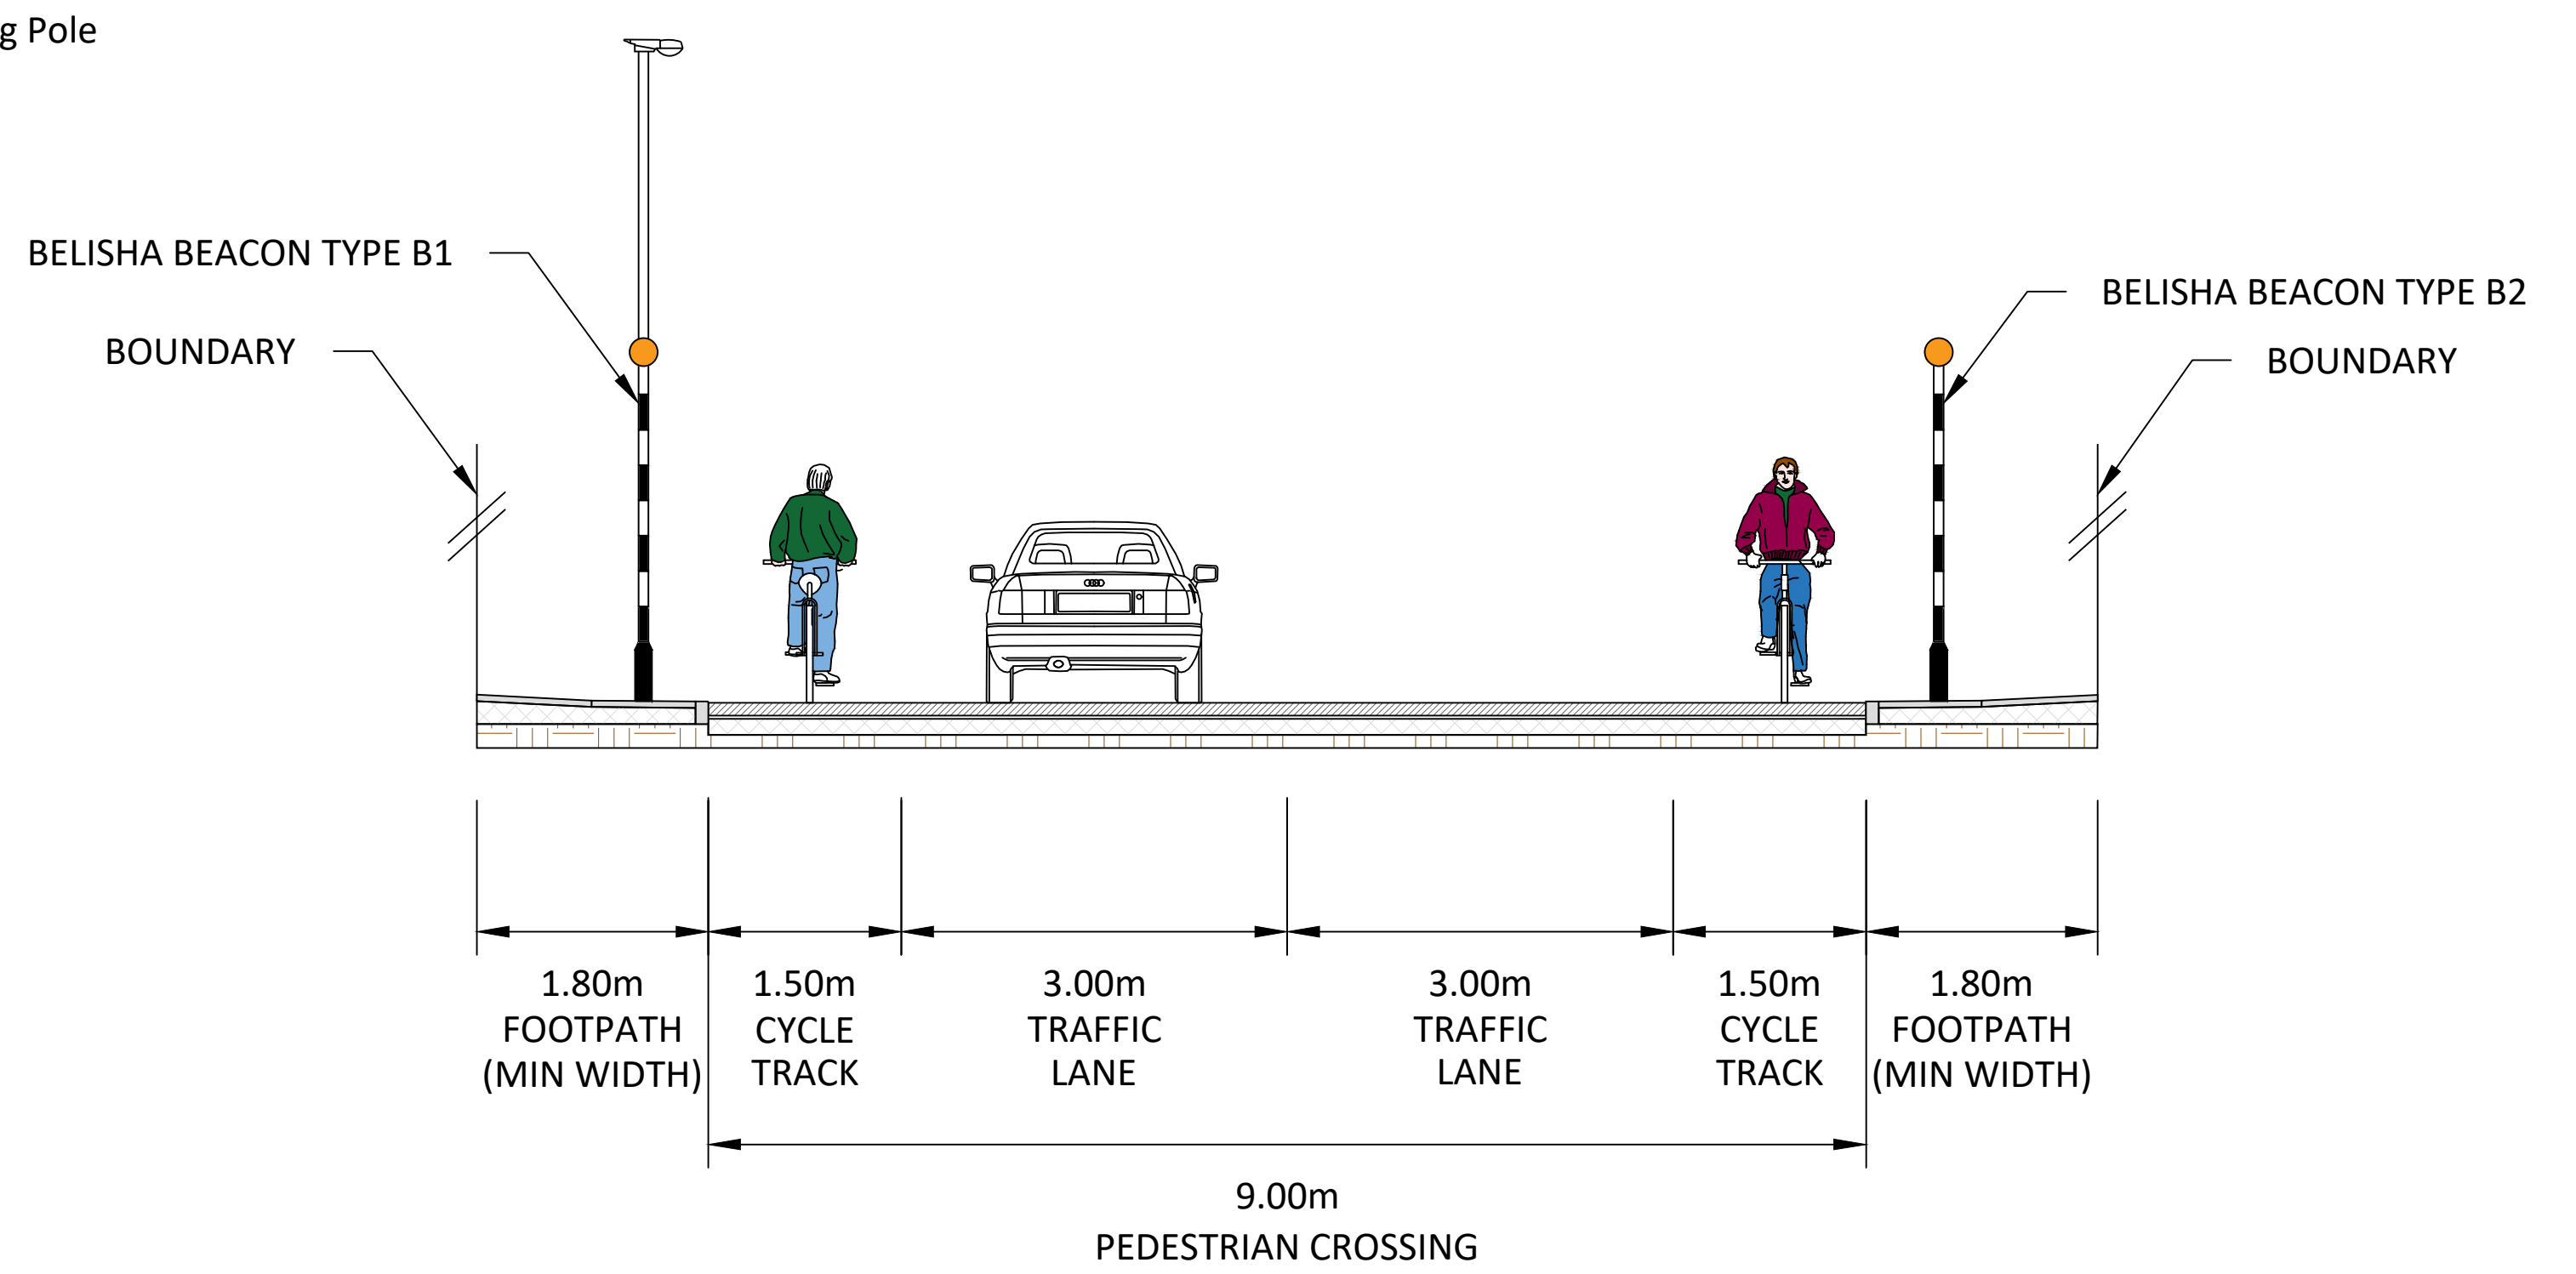 g Pole
BELISHA BEACON TYPE B1
BELISHA BEACON TYPE B2
BOUNDARY
BOUNDARY
1.80m
FOOTPATH
(MIN WIDTH)
1.50m
CYCLE
TRACK
3.00m
TRAFFIC
LANE
3.00m
TRAFFIC
LANE
1.50m
CYCLE
TRACK
1.80m
FOOTPATH
(MIN WIDTH)
9.00m
PEDESTRIAN CROSSING